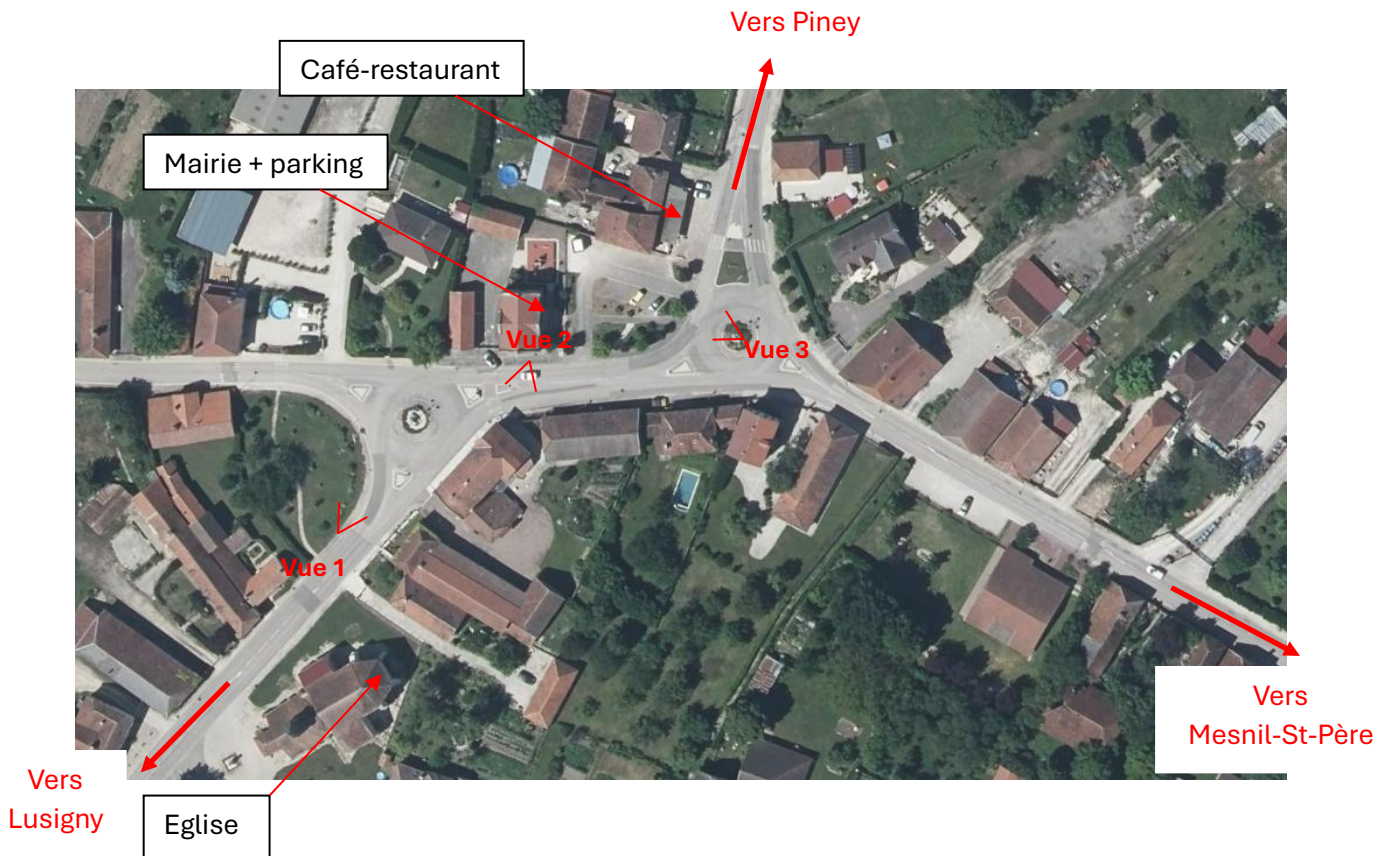 Vers Piney
Café-restaurant
Mairie + parking
Vue 2
Vue 3
Vue 1
Vers
Mesnil-St-Père
Vers
Lusigny
Eglise